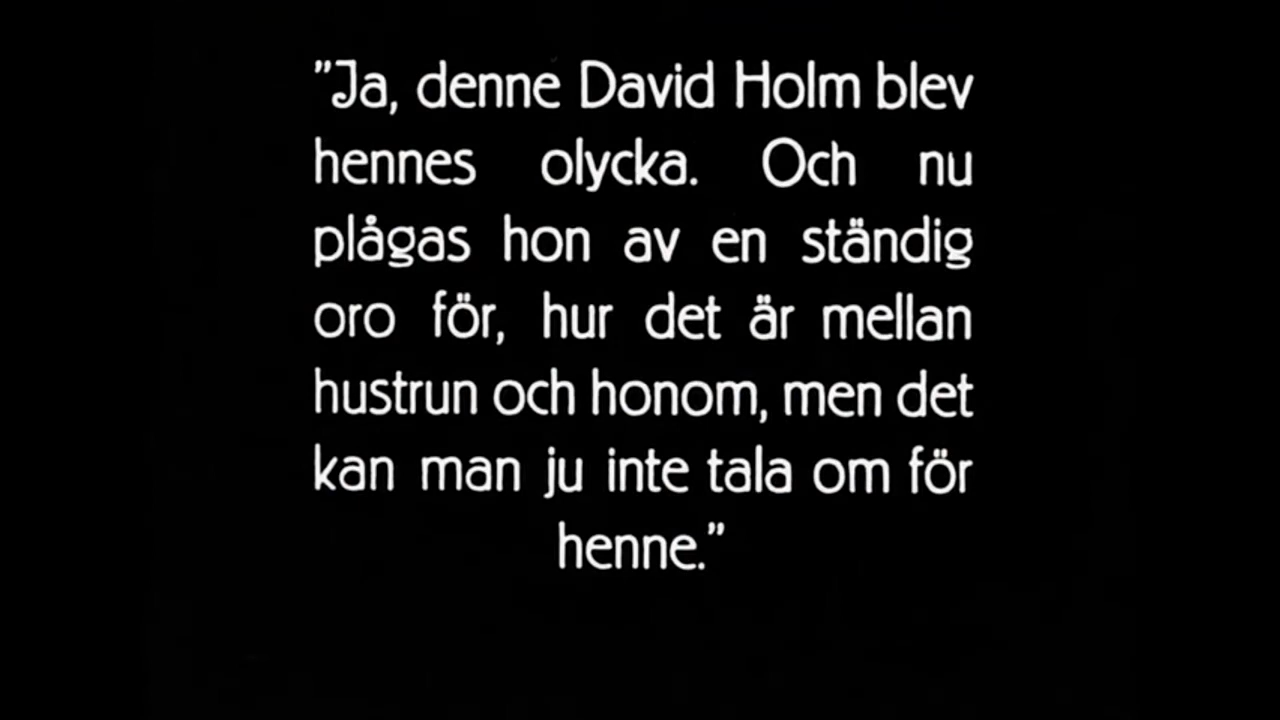 "Ja, denne David Holm blev
hennes olycka. Och nu
plågas hon av en ständig
oro för, hur det är mellan
hustrun och honom, men det
kan man ju inte tala om för
henne."